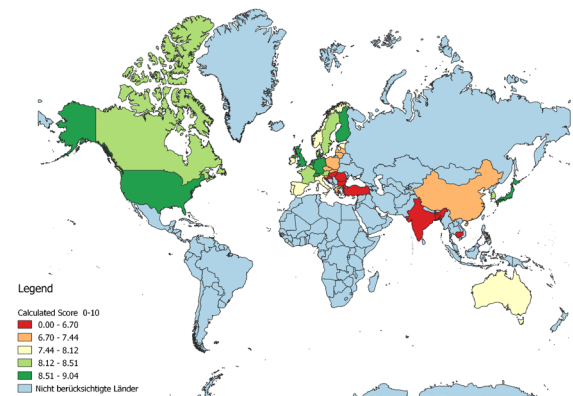 Legend
Calculated Score 0-10
0.00 - 6.70
6.70 - 7.44
7.44 - 8.12
8.12 - 8.51
8.51 - 9.04
Nicht berücksichtigte Länder